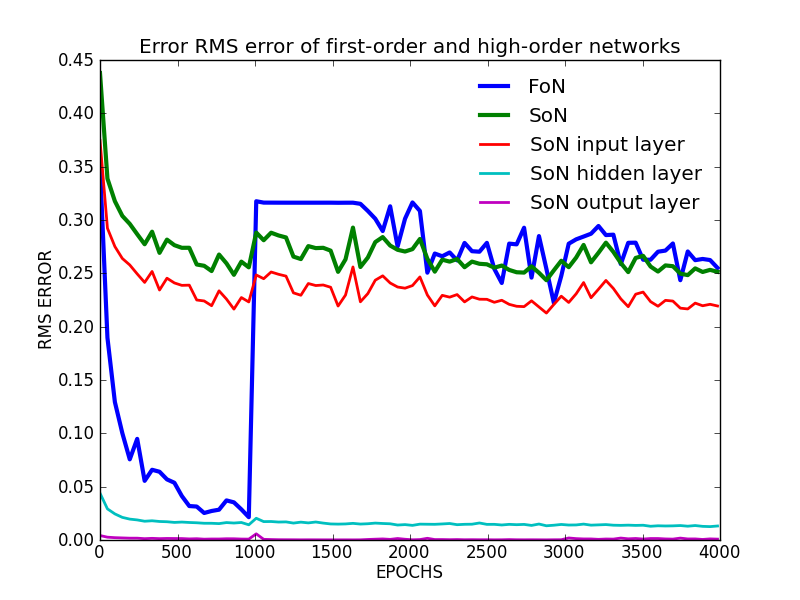 Error RMS error of first-order and high-order networks
0.45
0.40
0.35
0.30
0.25
0.20
0.15
0.10
0.05
0.00
RMS ERROR
FoN
SoN
SoN input layer
SoN hidden layer
SoN output layer
0 500 1000 1500 2000 2500 3000 3500 4000
EPOCHS